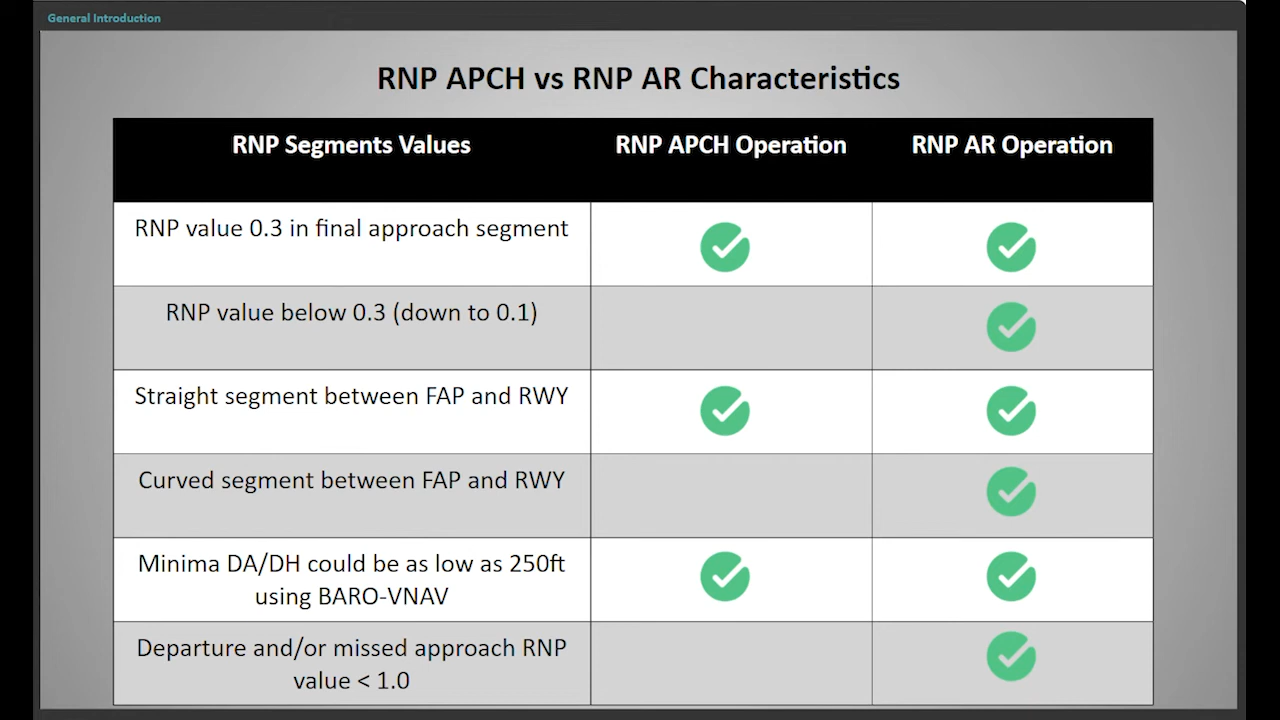 General Introduction
RNP APCH vs RNP AR Characteristics
RNP Segments Values
RNP APCH Operation
RNP AR Operation
RNP value 0.3 in final approach segment
RNP value below 0.3 (down to 0.1)
Straight segment between FAP and RWY
Curved segment between FAP and RWY
Minima DA/DH could be as low as 250ft
using BARO-VNAV
Departure and/or missed approach RNP
value < 1.0